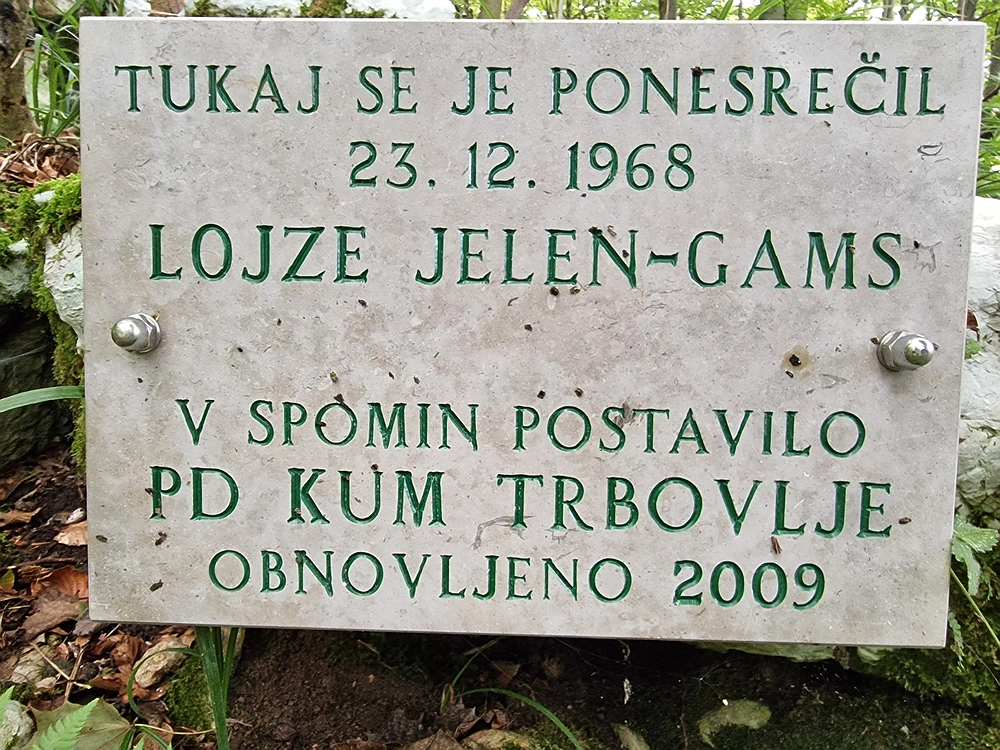 TUKAJ SE JE PONESREČIL
23. 12. 1968
LOJZE JELEN-GAMS
V SPOMIN POSTAVILO
PD KUM TRBOVLJE
OBNOVLJENO 2009